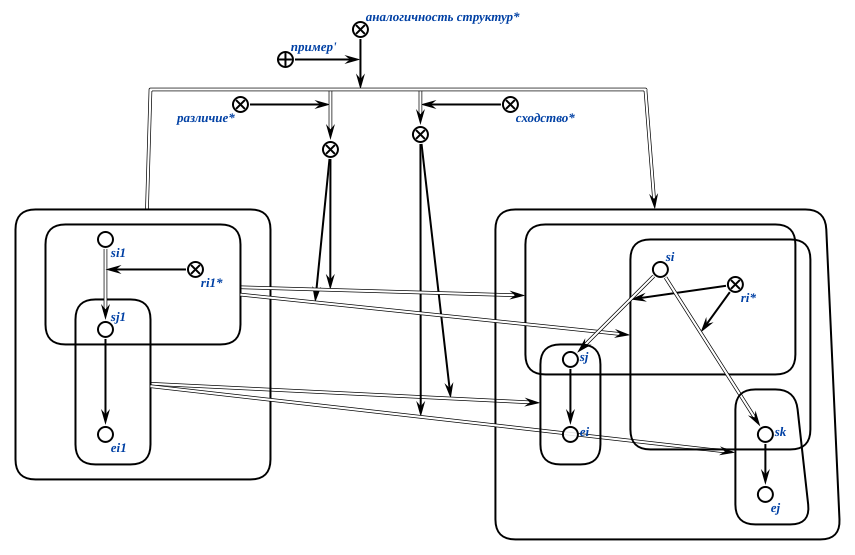 аналогичность структур*
пример'
различие*
сходство*
si1
ri1*
sj1
ei1
si
ri*
sj
ei
sk
ej